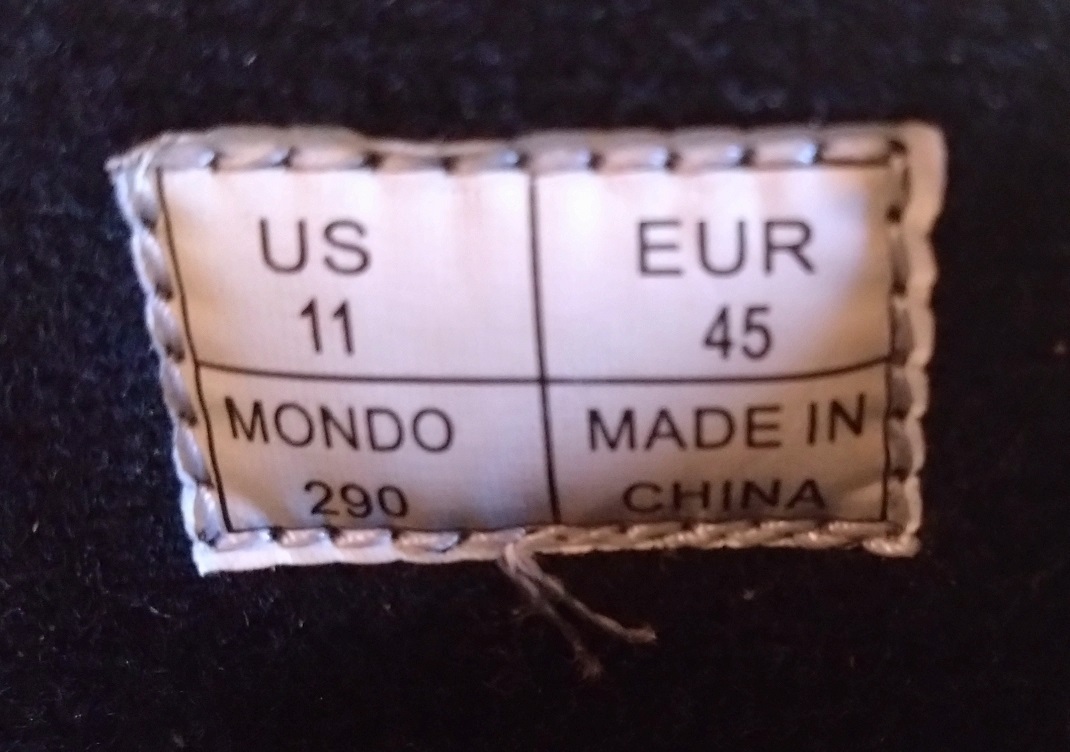 US
11
EUR
45
MONDO
290
MADE IN
CHINA